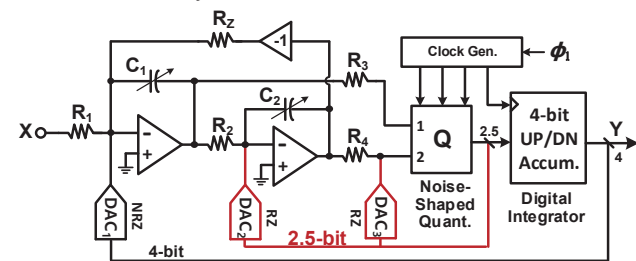 RZ
-1
C1
R3
Clock Gen.
ϕ1
C2
X
R1
R2
R4
1
2
Q
2.5
4-bit
UP/DN
Accum.
Y
4
Noise-
Shaped
Quant.
Digital
Integrator
-
+
-
+
DAC1
NRZ
DAC2
RZ
DAC3
RZ
2.5-bit
4-bit